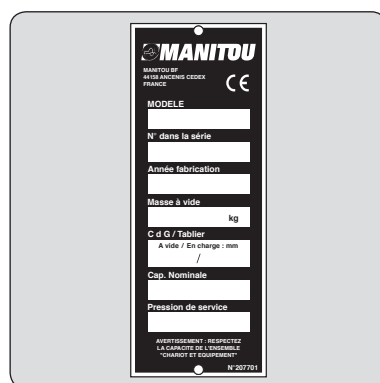 MANITOU
MANITOU BF
44158 ANCENIS CEDEX
FRANCE
CE
MODELE
N° dans la série
Année fabrication
Masse à vide
kg
C d G / Tablier
A vide / En charge : mm
/
Cap. Nominale
Pression de service
AVERTISSEMENT : RESPECTEZ
LA CAPACITE DE L'ENSEMBLE
"CHARIOT ET EQUIPEMENT"
N°207701